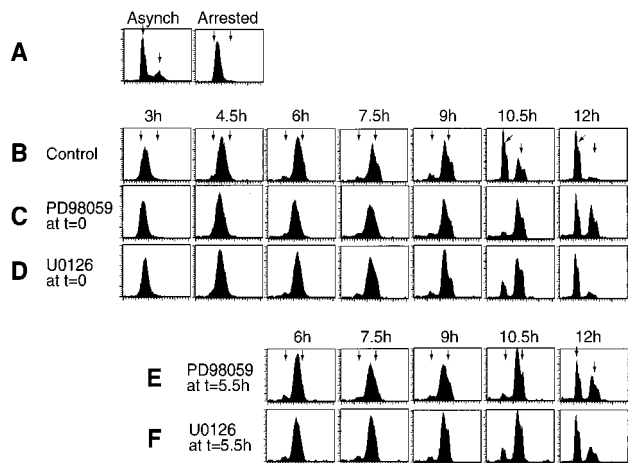 Asynch Arrested
A
3h 4.5h 6h 7.5h 9h 10.5h 12h
B Control
C PD98059
at t=0
D U0126
at t=0
6h 7.5h 9h 10.5h 12h
E PD98059
at t=5.5h
F U0126
at t=5.5h